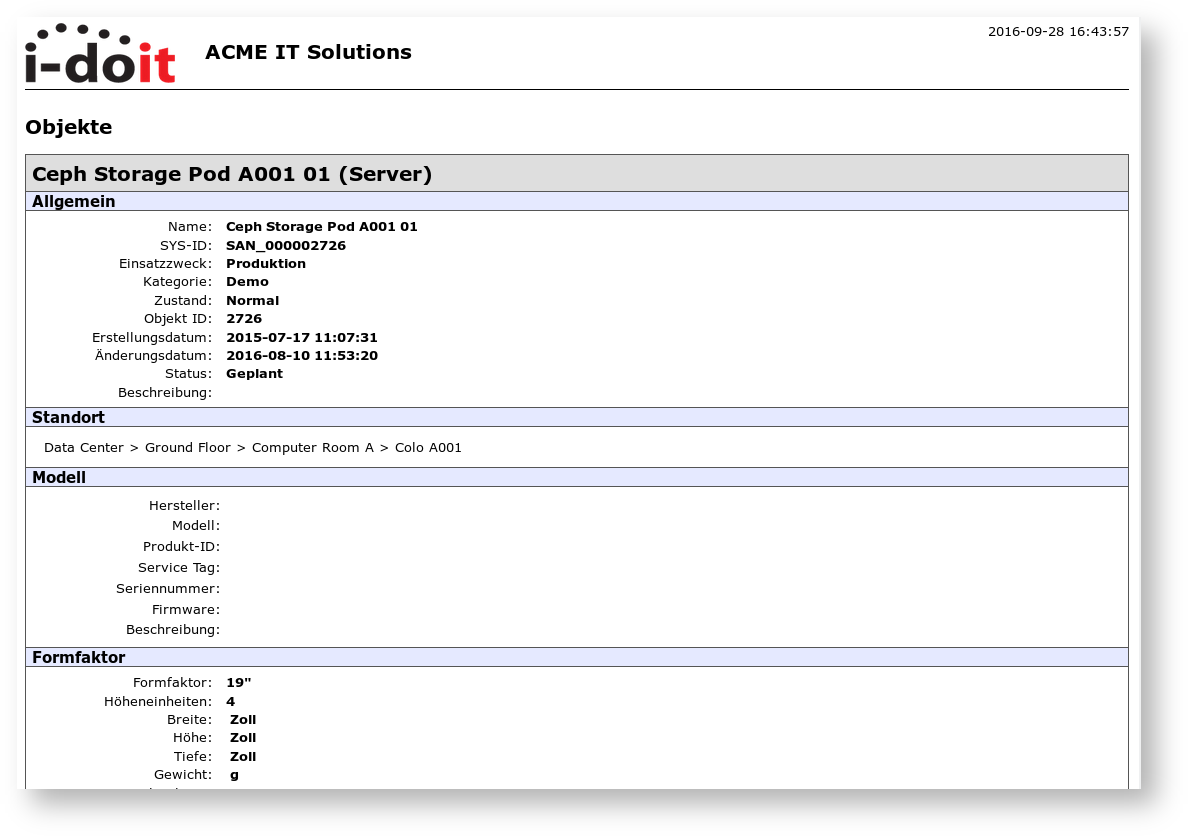 i-doit
ACME IT Solutions
2016-09-28 16:43:57
Objekte
Ceph Storage Pod A001 01 (Server)
Allgemein
Name: Ceph Storage Pod A001 01
SYS-ID: SAN_000002726
Einsatzzweck: Produktion
Kategorie: Demo
Zustand: Normal
Objekt ID: 2726
Erstellungsdatum: 2015-07-17 11:07:31
Änderungsdatum: 2016-08-10 11:53:20
Status: Geplant
Beschreibung:
Standort
Data Center > Ground Floor > Computer Room A > Colo A001
Modell
Hersteller:
Modell:
Produkt-ID:
Service Tag:
Seriennummer:
Firmware:
Beschreibung:
Formfaktor
Formfaktor: 19"
Höheneinheiten: 4
Breite: Zoll
Höhe: Zoll
Tiefe: Zoll
Gewicht: g